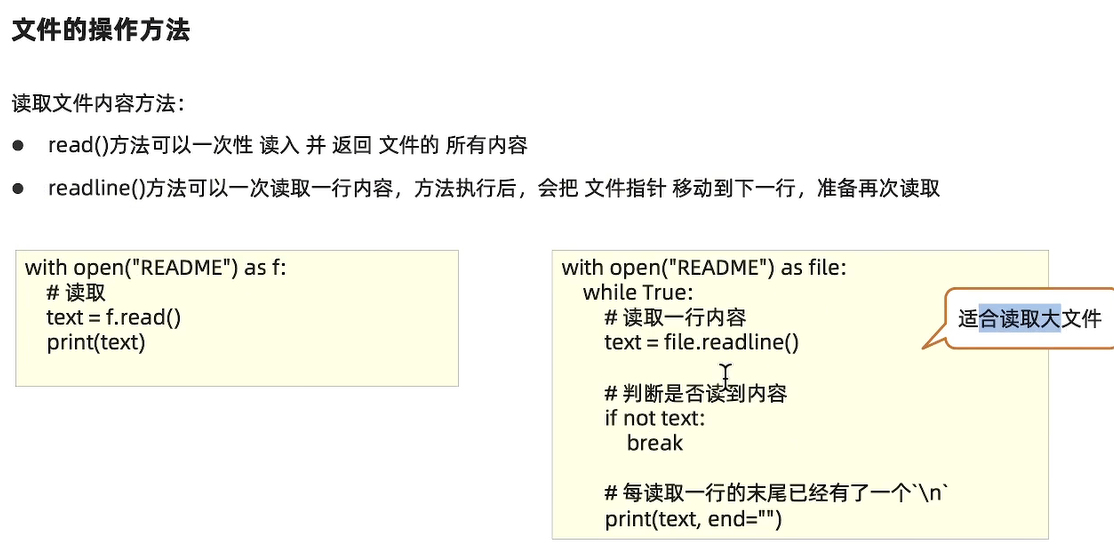 文件的操作方法
读取文件内容方法：
● read()方法可以一次性 读入 并 返回 文件的 所有内容
● readline()方法可以一次读取一行内容，方法执行后，会把 文件指针 移动到下一行，准备再次读取
with open("README") as f:
    # 读取
    text = f.read()
    print(text)
with open("README") as file:
    while True:
        # 读取一行内容
        text = file.readline()
        # 判断是否读到内容
        if not text:
            break
        # 每读取一行的末尾已经有了一个`\n`
        print(text, end="")
适合读取大文件